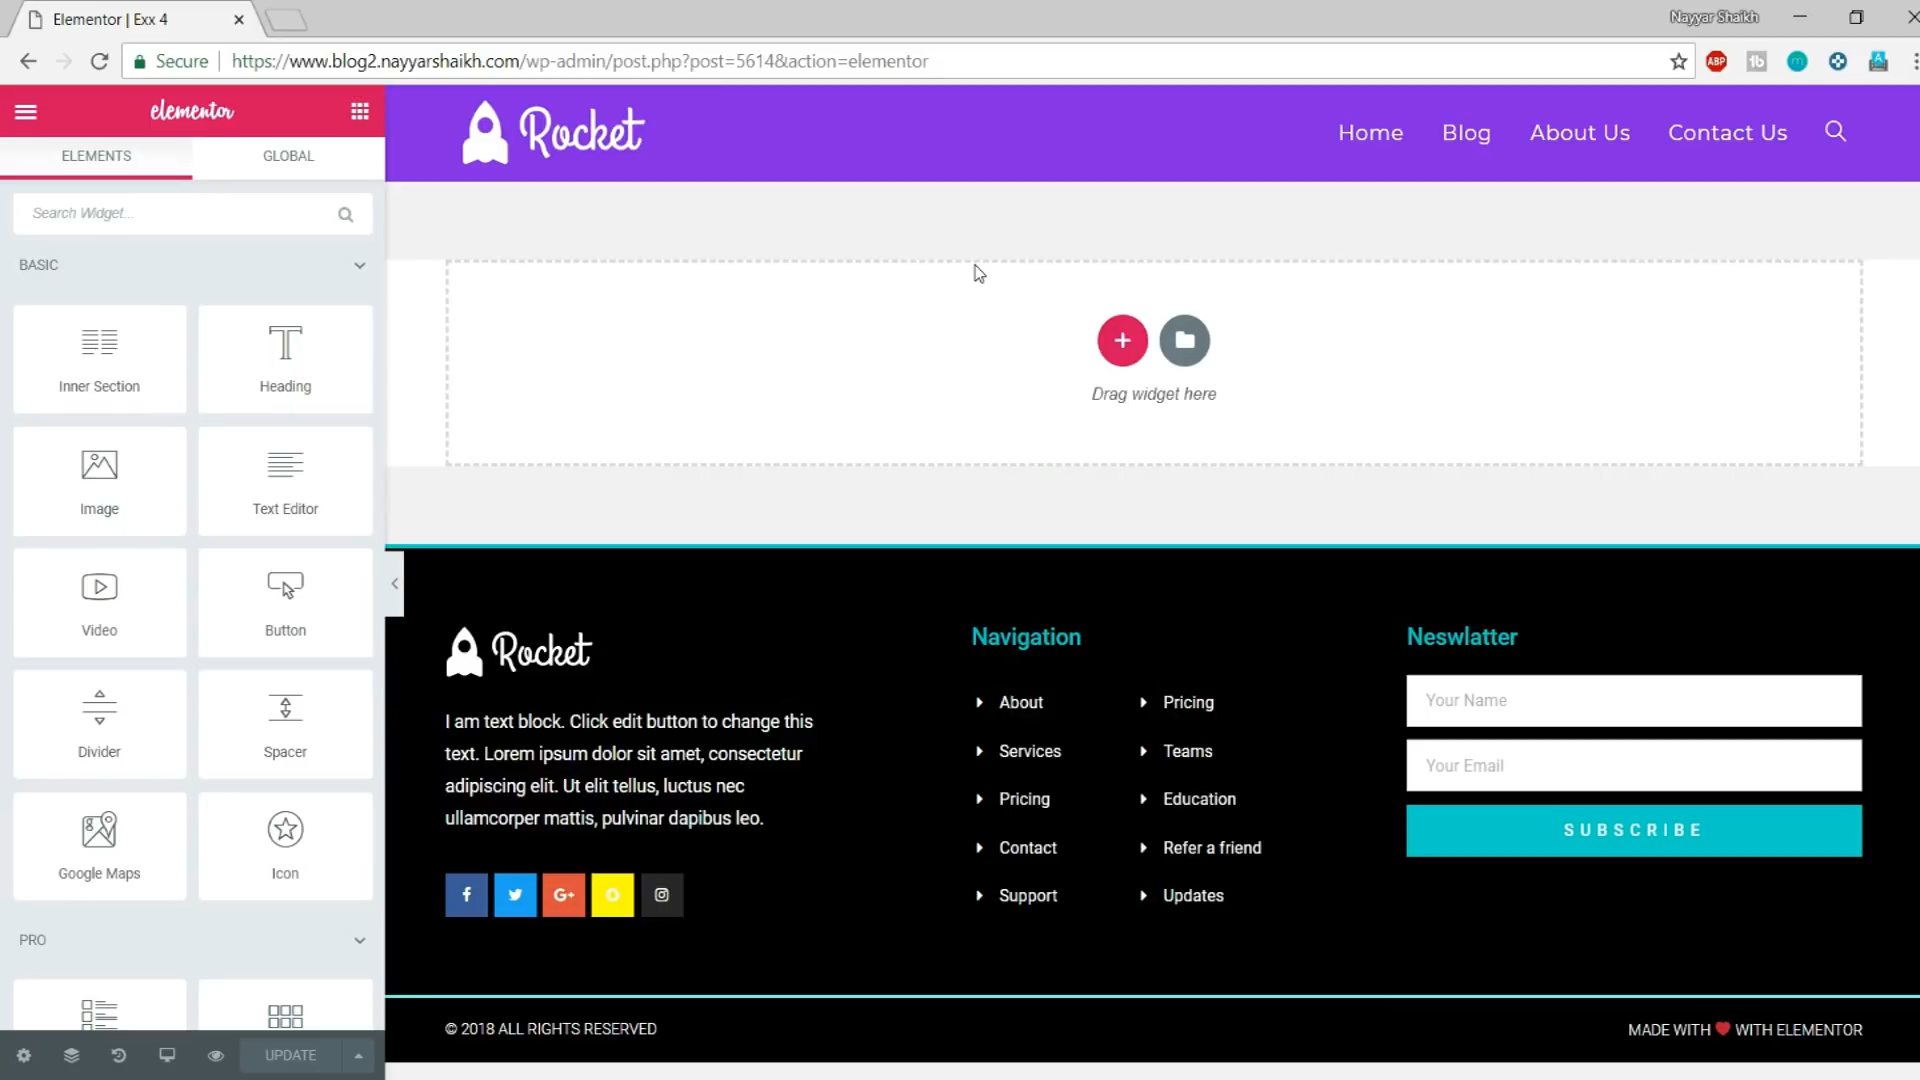 Elementor | Exx 4
Nayyar Shaikh
Secure
https://www.blog2.nayyarshaikh.com/wp-admin/post.php?post=5614&action=elementor
ABP
elementor
ELEMENTS
GLOBAL
Search Widget...
BASIC
Inner Section
Heading
Image
Text Editor
Video
Button
Divider
Spacer
Google Maps
Icon
PRO
UPDATE
Rocket
Home
Blog
About Us
Contact Us
Drag widget here
Rocket
I am text block. Click edit button to change this
text. Lorem ipsum dolor sit amet, consectetur
adipiscing elit. Ut elit tellus, luctus nec
ullamcorper mattis, pulvinar dapibus leo.
G+
Navigation
About
Services
Pricing
Contact
Support
Pricing
Teams
Education
Refer a friend
Updates
Neswlatter
Your Name
Your Email
SUBSCRIBE
© 2018 ALL RIGHTS RESERVED
MADE WITH ❤ WITH ELEMENTOR